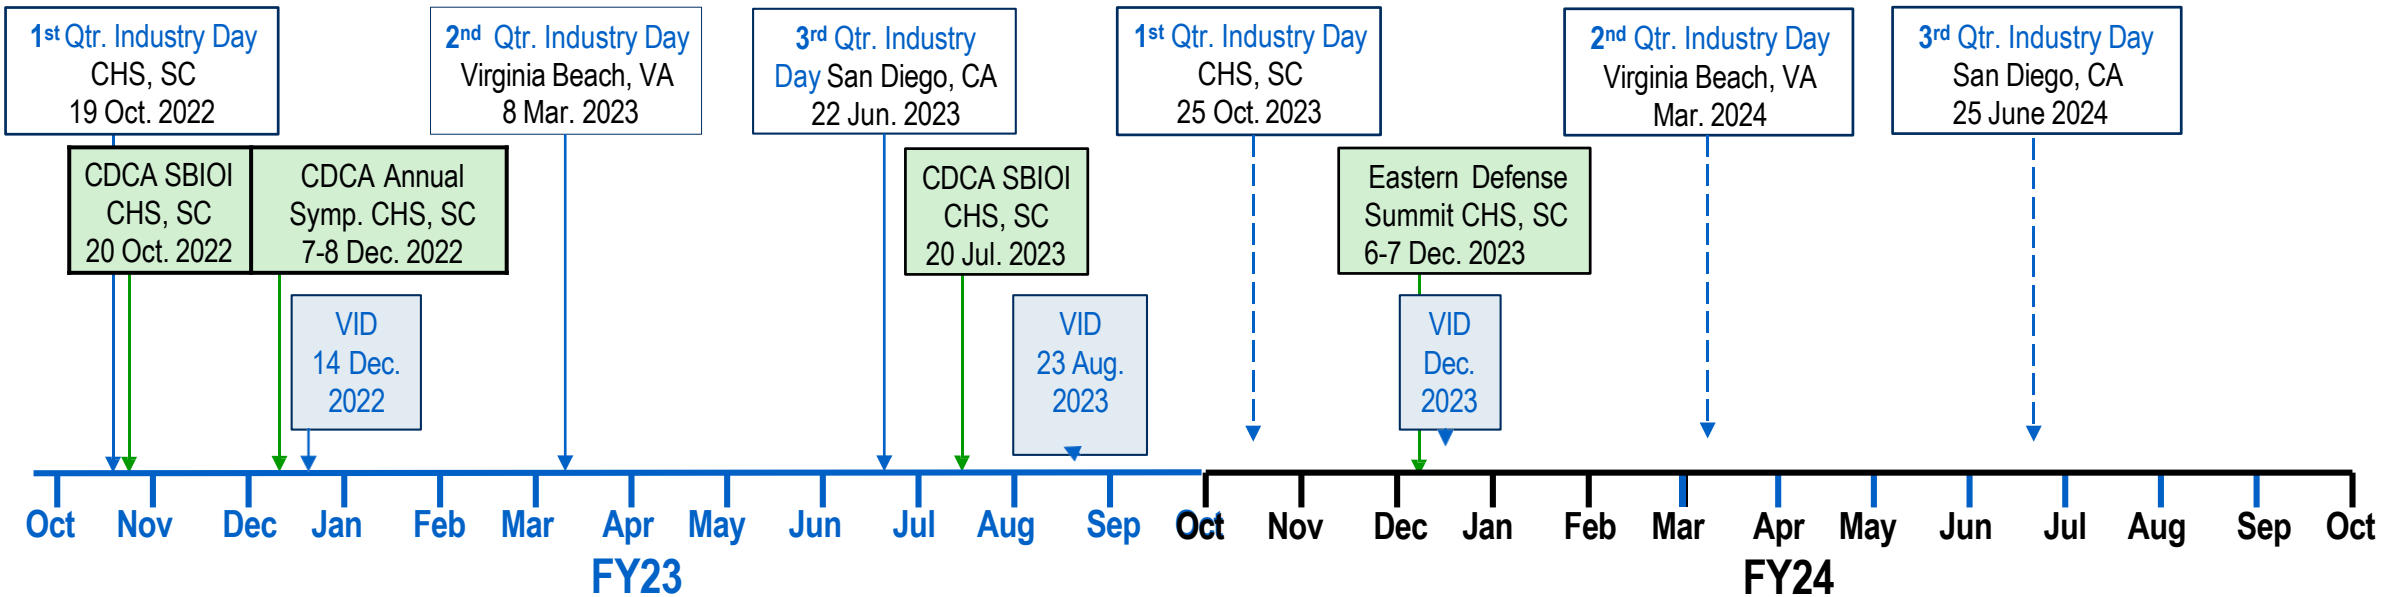 1st Qtr. Industry Day
CHS, SC
19 Oct. 2022
2nd Qtr. Industry Day
Virginia Beach, VA
8 Mar. 2023
3rd Qtr. Industry
Day San Diego, CA
22 Jun. 2023
1st Qtr. Industry Day
CHS, SC
25 Oct. 2023
2nd Qtr. Industry Day
Virginia Beach, VA
Mar. 2024
3rd Qtr. Industry Day
San Diego, CA
25 June 2024
CDCA SBIOI
CHS, SC
20 Oct. 2022
CDCA Annual
Symp. CHS, SC
7-8 Dec. 2022
CDCA SBIOI
CHS, SC
20 Jul. 2023
Eastern Defense
Summit CHS, SC
6-7 Dec. 2023
VID
14 Dec.
2022
VID
23 Aug.
2023
VID
Dec.
2023
Oct Nov Dec Jan Feb Mar Apr May Jun Jul Aug Sep Oct
Oct Nov Dec Jan Feb Mar Apr May Jun Jul Aug Sep Oct
FY23
FY24